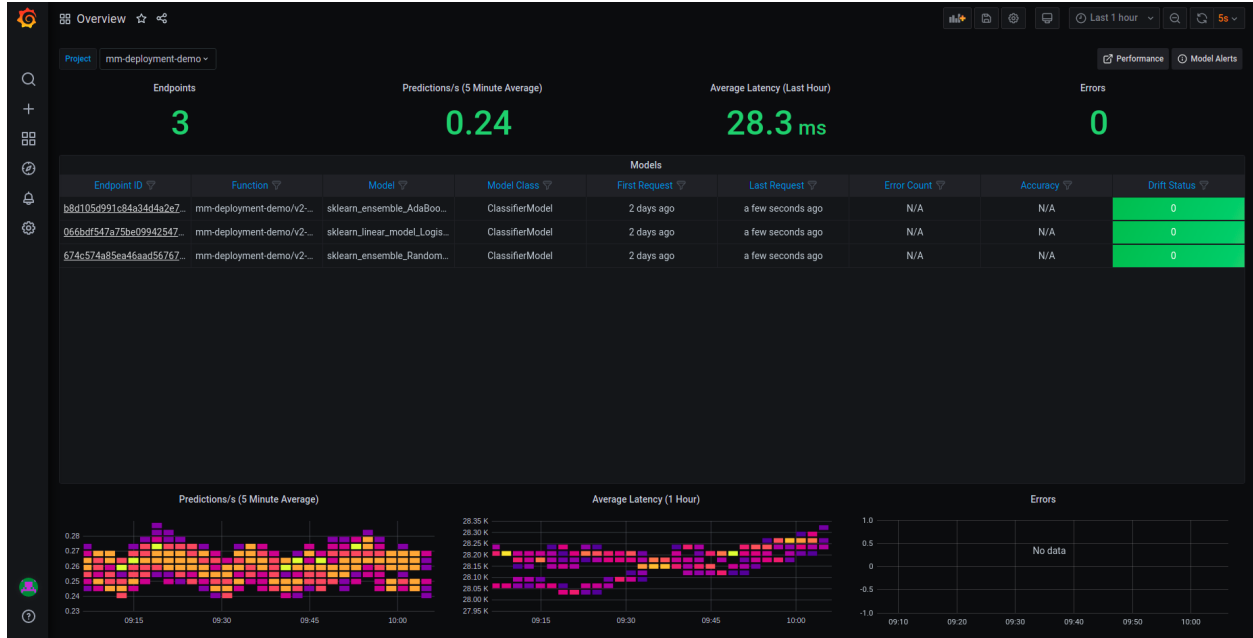 Overview
Last 1 hour
5s
Project
mm-deployment-demo
Performance
Model Alerts
Endpoints
3
Predictions/s (5 Minute Average)
0.24
Average Latency (Last Hour)
28.3 ms
Errors
0
Models
Endpoint ID Function Model Model Class First Request Last Request Error Count Accuracy Drift Status
b8d105d991c84a34d4a2e7... mm-deployment-demo/v2-... sklearn_ensemble_AdaBoo... ClassifierModel 2 days ago a few seconds ago N/A N/A 0
066bdf547a75be09942547... mm-deployment-demo/v2-... sklearn_linear_model_Logis... ClassifierModel 2 days ago a few seconds ago N/A N/A 0
674c574a85ea46aad56767... mm-deployment-demo/v2-... sklearn_ensemble_Random... ClassifierModel 2 days ago a few seconds ago N/A N/A 0
Predictions/s (5 Minute Average)
0.28
0.27
0.26
0.25
0.24
0.23
09:15 09:30 09:45 10:00
Average Latency (1 Hour)
28.35 K
28.30 K
28.25 K
28.20 K
28.15 K
28.10 K
28.05 K
28.00 K
27.95 K
09:15 09:30 09:45 10:00
Errors
1.0
0.5
0
-0.5
-1.0
No data
09:10 09:20 09:30 09:40 09:50 10:00